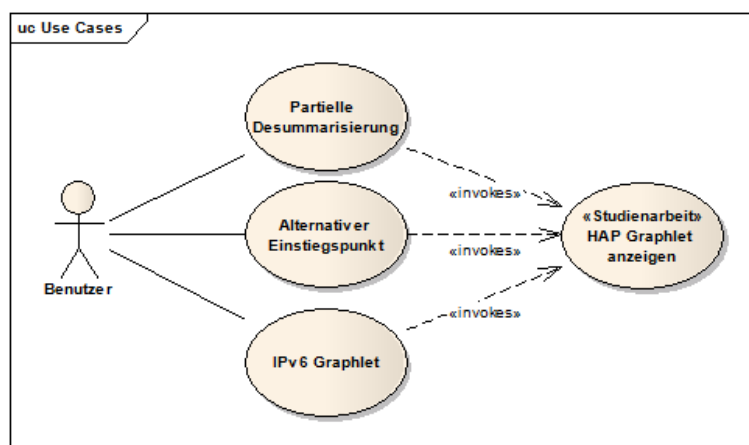 uc Use Cases
Partielle
Desummarisierung
«invokes»
«Studienarbeit»
HAP Graphlet
anzeigen
Alternativer
Einstiegspunkt
«invokes»
Benutzer
«invokes»
IPv6 Graphlet